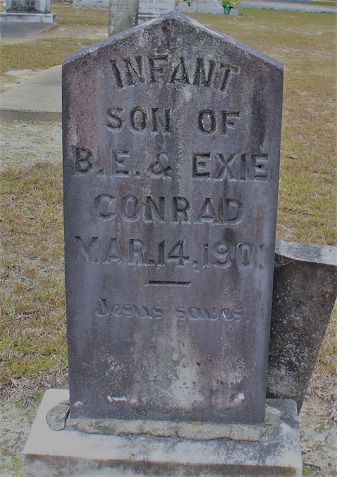 INFANT
SON OF
B.E. & EXIE
CONRAD
MAR. 14, 1901.
Jesus saves.